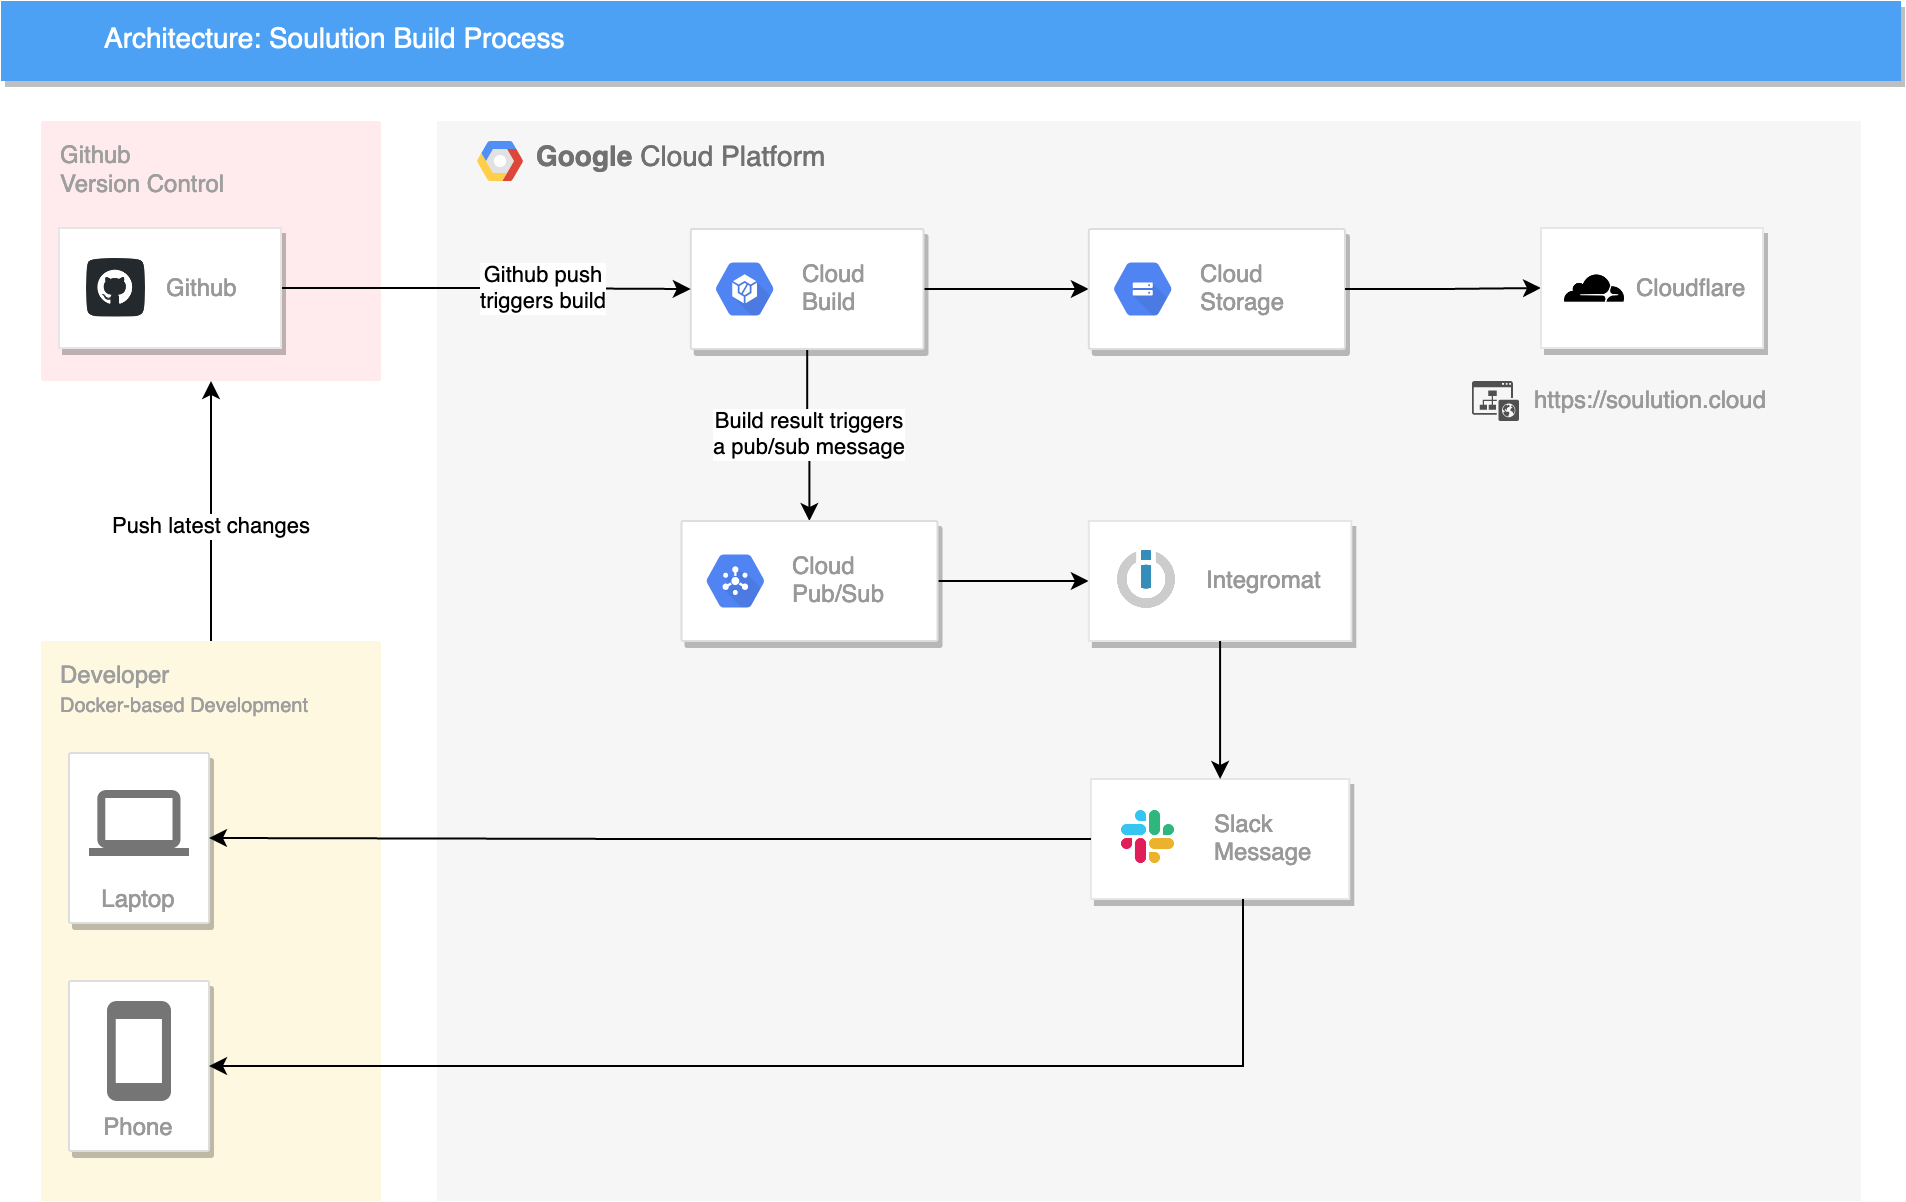 Architecture: Soulution Build Process
Github
Version Control
Github
Google Cloud Platform
Github push
triggers build
Cloud
Build
Cloud
Storage
Cloudflare
https://soulution.cloud
Build result triggers
a pub/sub message
Push latest changes
Cloud
Pub/Sub
Integromat
Developer
Docker-based Development
Laptop
Slack
Message
Phone